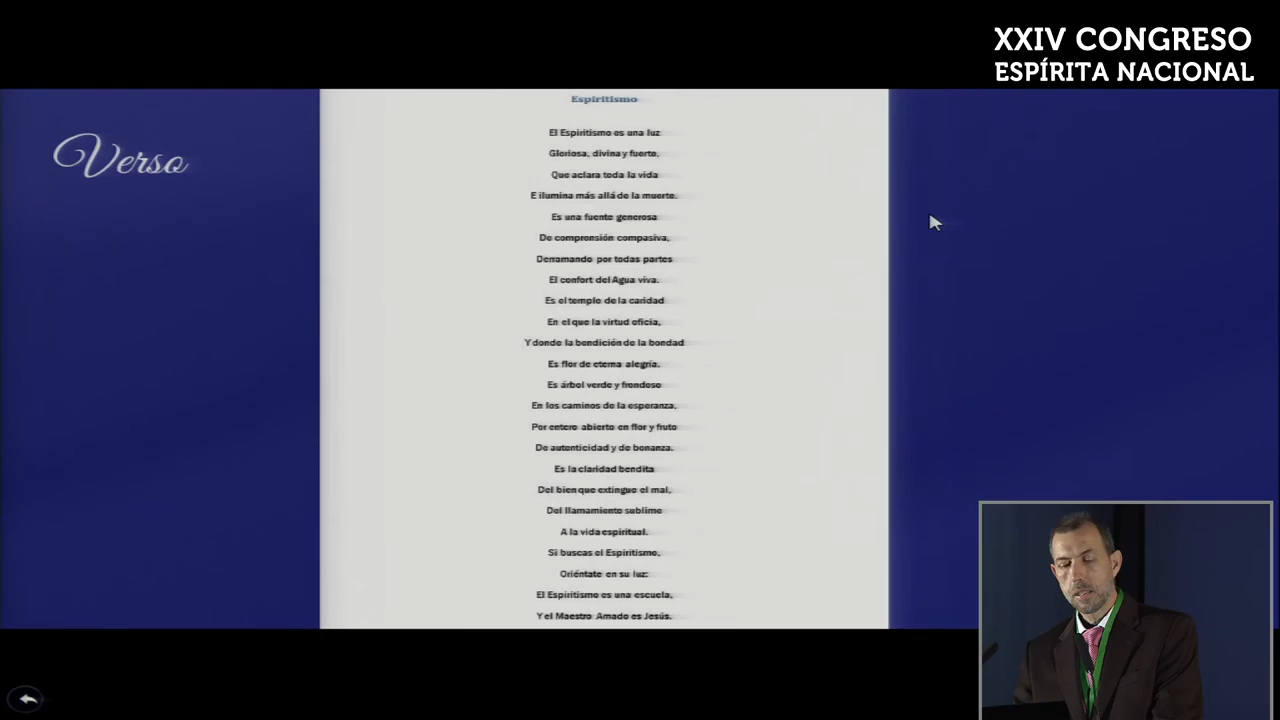 XXIV CONGRESO
ESPÍRITA NACIONAL
Verso
Espiritismo
El Espiritismo es una luz
Gloriosa, divina y fuerte,
Que aclara toda la vida
E ilumina más allá de la muerte.
Es una fuente generosa
De comprensión compasiva,
Derramando por todas partes
El confort del Agua viva.
Es el templo de la caridad
En el que la virtud oficia,
Y donde la bendición de la bondad
Es flor de eterna alegría.
Es árbol verde y frondoso
En los caminos de la esperanza,
Por entero abierto en flor y fruto
De autenticidad y de bonanza.
Es la claridad bendita
Del bien que extingue el mal,
Del llamamiento sublime
A la vida espiritual.
Si buscas el Espiritismo,
Oriéntate en su luz:
El Espiritismo es una escuela,
Y el Maestro Amado es Jesús.